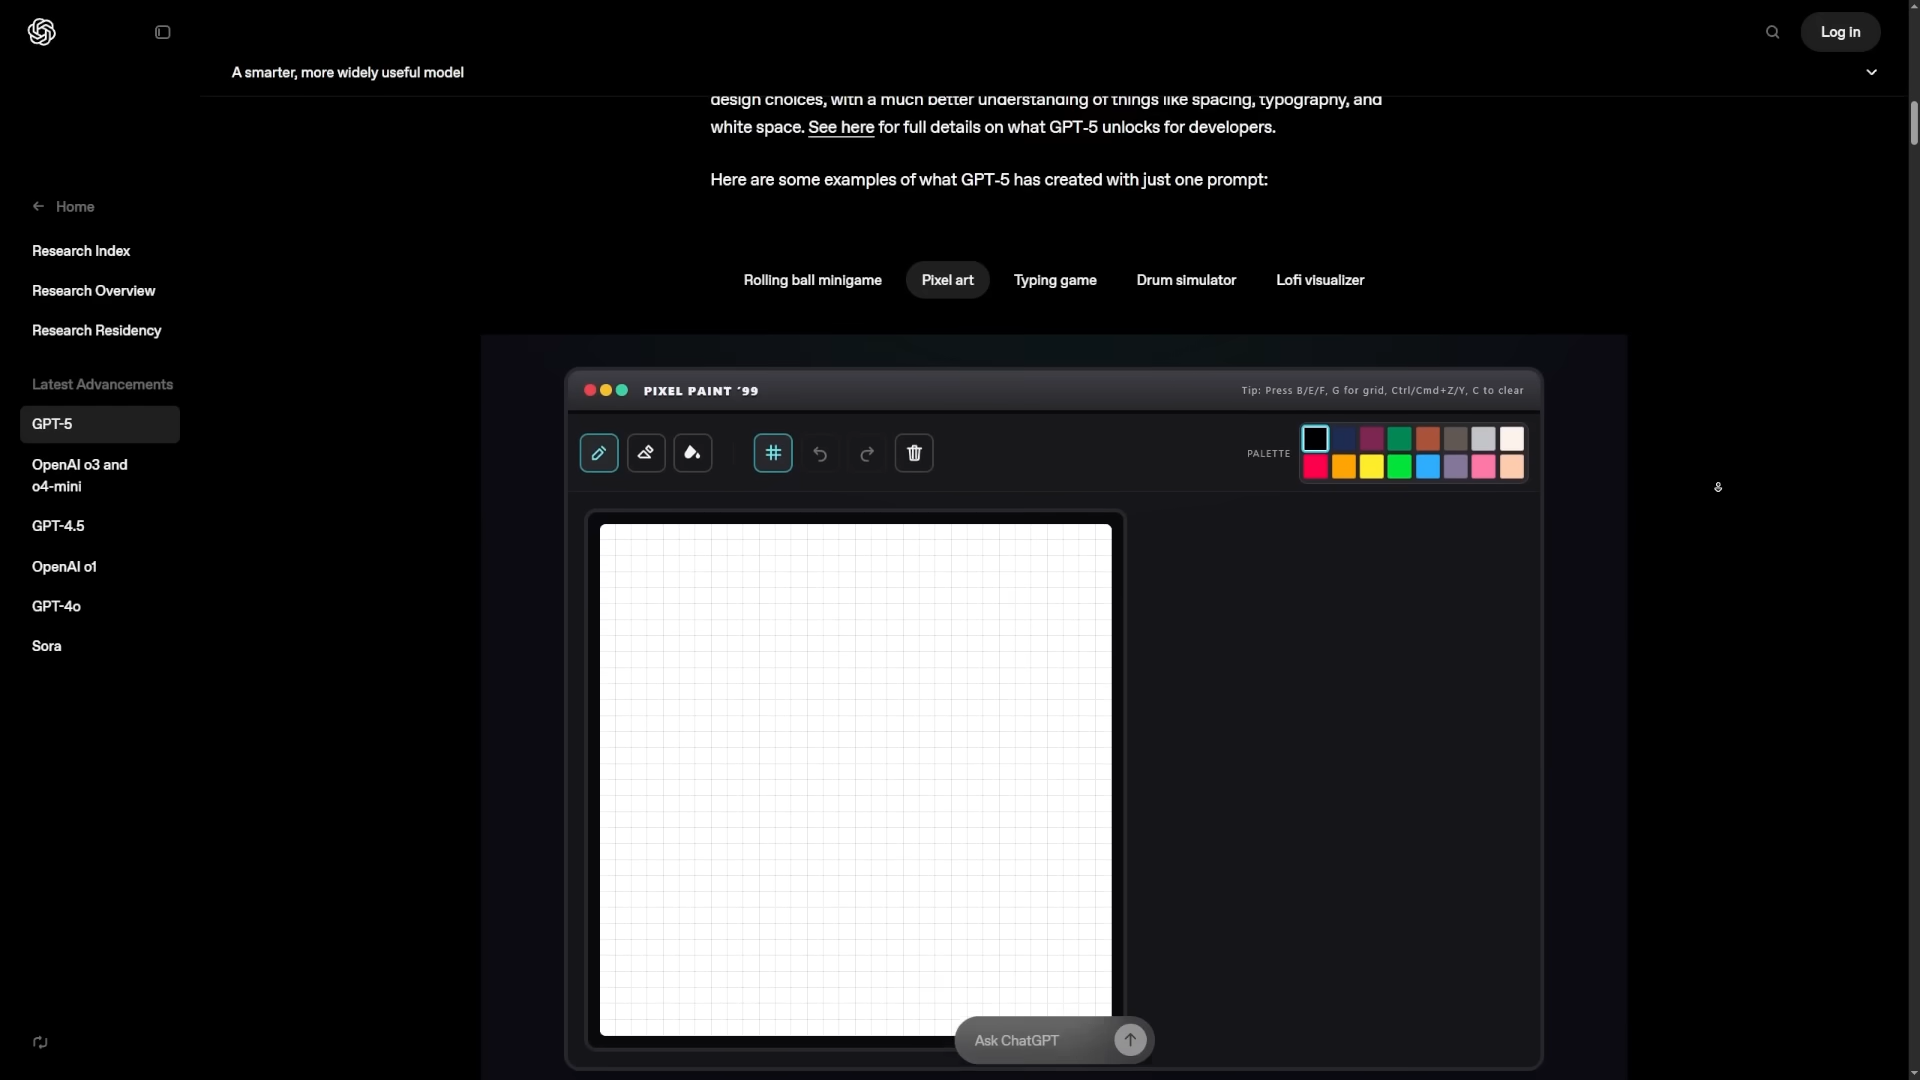 Log in
A smarter, more widely useful model
design choices, with a much better understanding of things like spacing, typography, and
white space. See here for full details on what GPT-5 unlocks for developers.
Here are some examples of what GPT-5 has created with just one prompt:
Home
Research Index
Research Overview
Research Residency
Latest Advancements
GPT-5
OpenAI o3 and
o4-mini
GPT-4.5
OpenAI o1
GPT-4o
Sora
Rolling ball minigame
Pixel art
Typing game
Drum simulator
Lofi visualizer
PIXEL PAINT ’99
Tip: Press B/E/F, G for grid, Ctrl/Cmd+Z/Y, C to clear
PALETTE
Ask ChatGPT